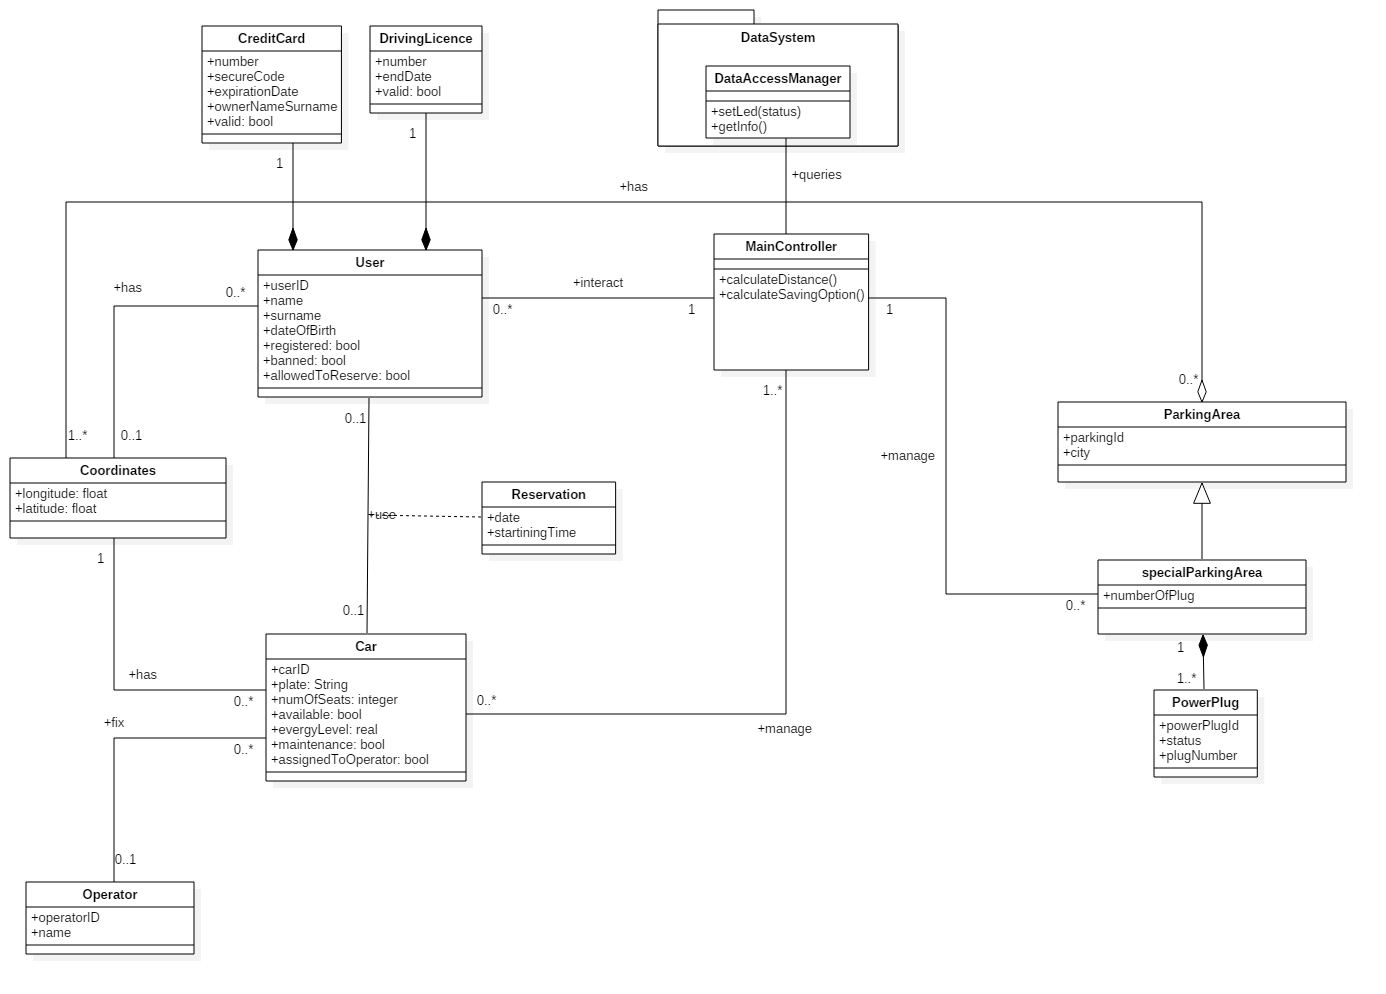 CreditCard
+number
+secureCode
+expirationDate
+ownerNameSurname
+valid: bool
1
DrivingLicence
+number
+endDate
+valid: bool
1
DataSystem
DataAccessManager
+setLed(status)
+getInfo()
+queries
+has
User
+userID
+name
+surname
+dateOfBirth
+registered: bool
+banned: bool
+allowedToReserve: bool
+has
0..*
+interact
0..*
1
MainController
+calculateDistance()
+calculateSavingOption()
1
1..*
0..*
ParkingArea
+parkingId
+city
1..*
0..1
0..1
+manage
Coordinates
+longitude: float
+latitude: float
Reservation
+date
+startiningTime
+use
1
specialParkingArea
+numberOfPlug
0..*
0..1
1
1..*
Car
+carID
+plate: String
+numOfSeats: integer
+available: bool
+evergyLevel: real
+maintenance: bool
+assignedToOperator: bool
+has
0..*
0..*
+manage
PowerPlug
+powerPlugId
+status
+plugNumber
+fix
0..*
0..1
Operator
+operatorID
+name